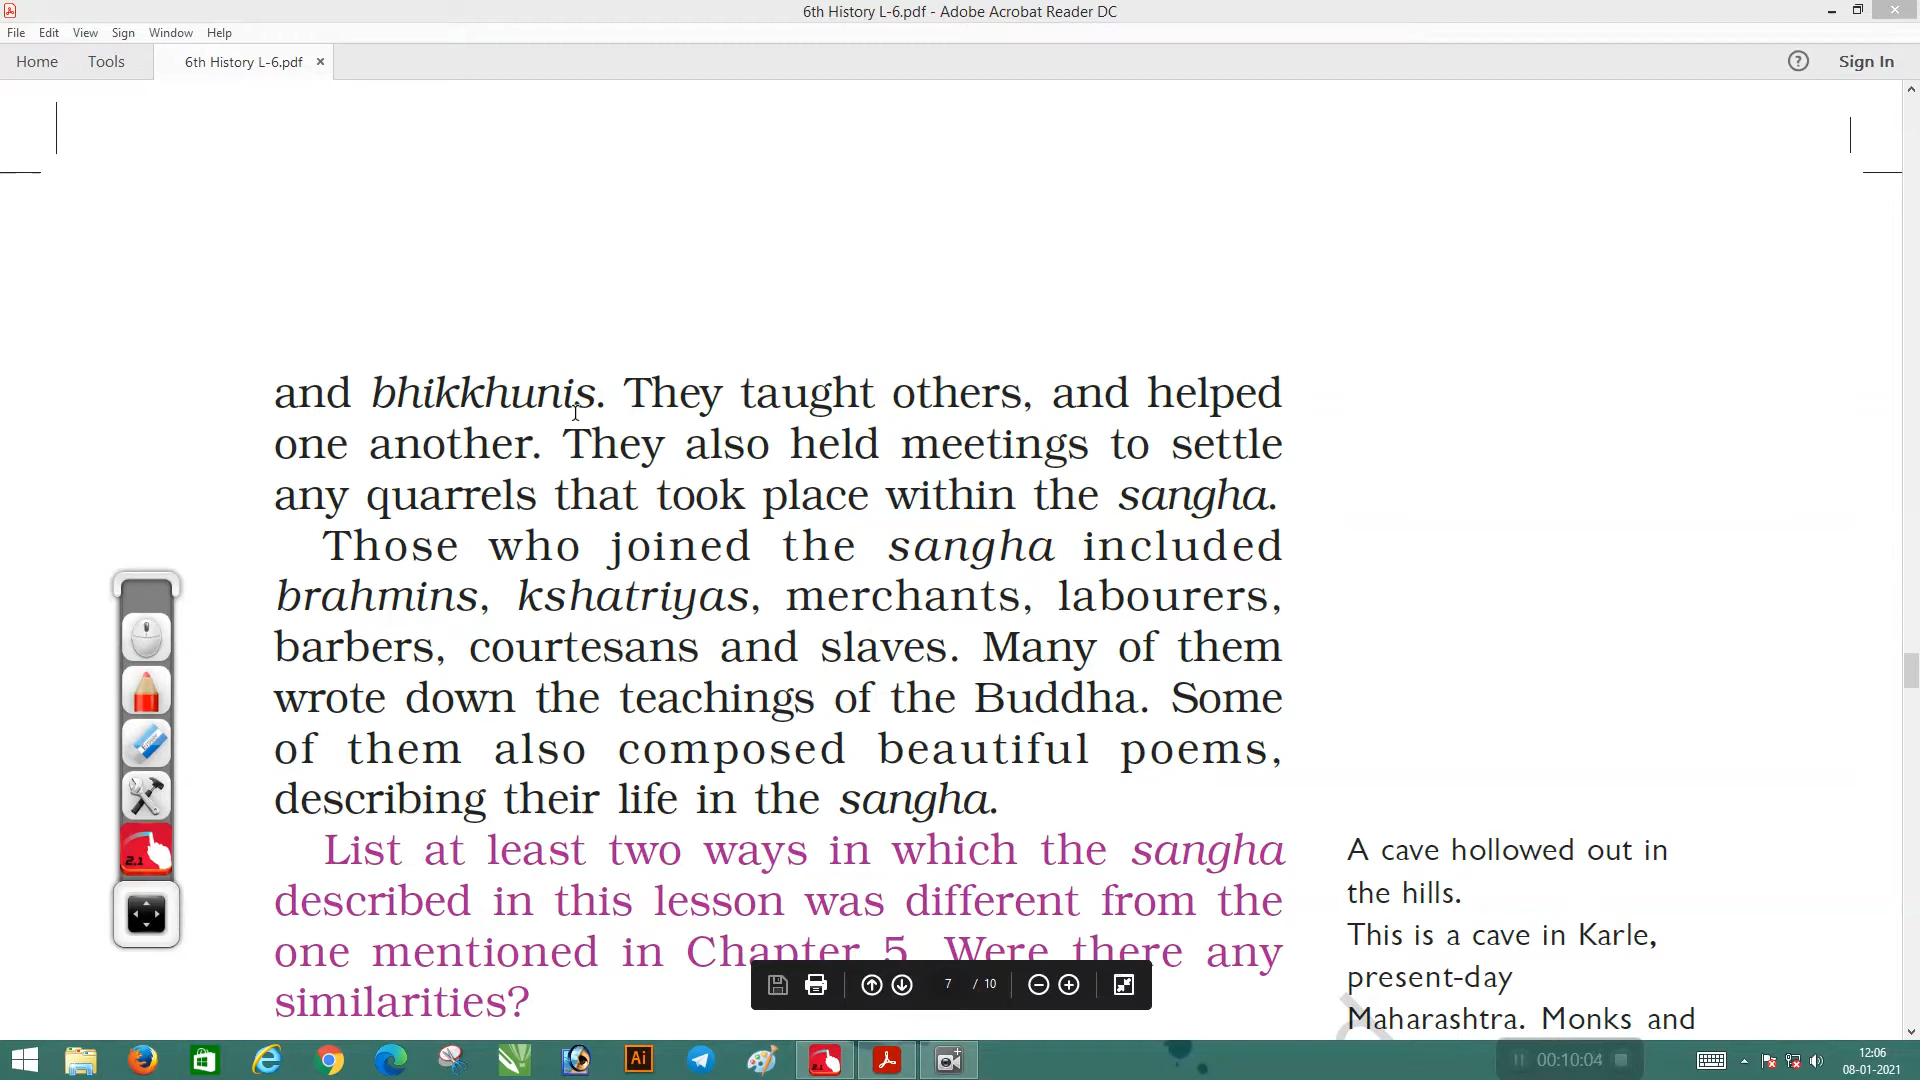 6th History L-6.pdf - Adobe Acrobat Reader DC
File Edit View Sign Window Help
Home Tools 6th History L-6.pdf × ? Sign In
and bhikkhunis. They taught others, and helped
one another. They also held meetings to settle
any quarrels that took place within the sangha.
Those who joined the sangha included
brahmins, kshatriyas, merchants, labourers,
barbers, courtesans and slaves. Many of them
wrote down the teachings of the Buddha. Some
of them also composed beautiful poems,
describing their life in the sangha.
List at least two ways in which the sangha
described in this lesson was different from the
one mentioned in Chapter 5. Were there any
similarities?
A cave hollowed out in
the hills.
This is a cave in Karle,
present-day
Maharashtra. Monks and
2.1
7 / 10
Ai
2.1
00:10:04
12:06
08-01-2021